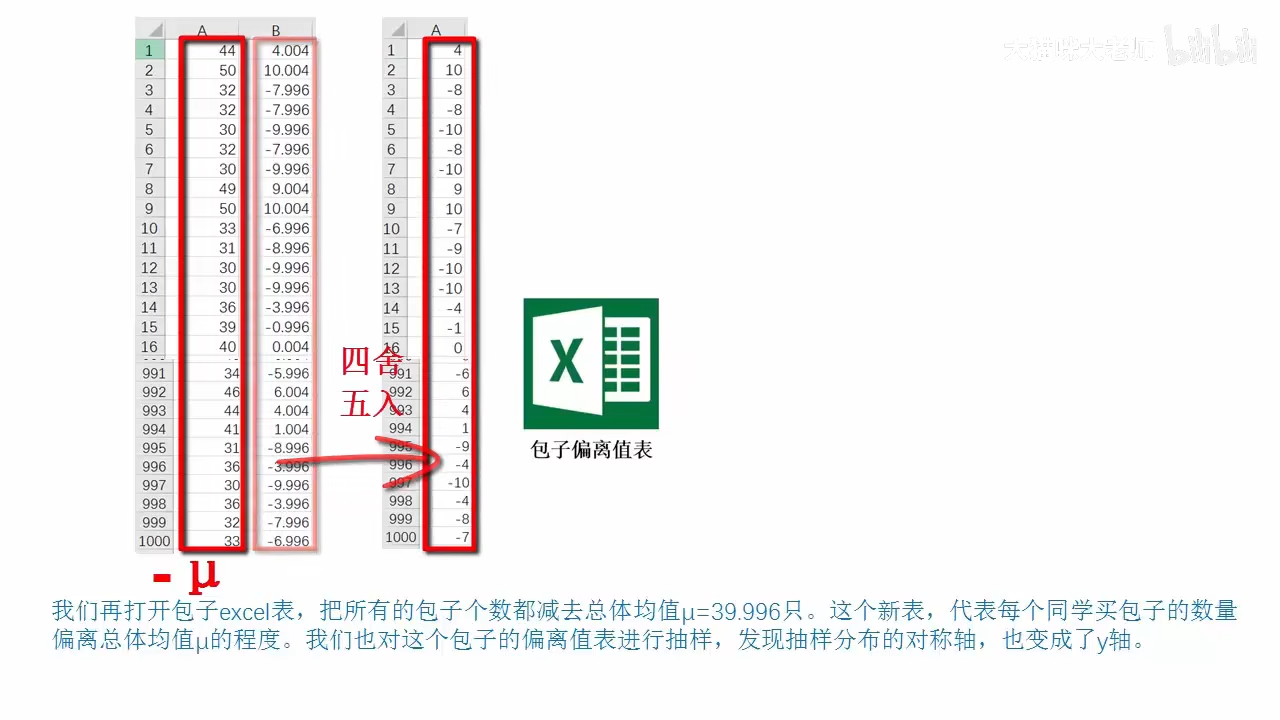 A B A
1 44 4.004 1 4
2 50 10.004 2 10
3 32 -7.996 3 -8
4 32 -7.996 4 -8
5 30 -9.996 5 -10
6 32 -7.996 6 -8
7 30 -9.996 7 -10
8 49 9.004 8 9
9 50 10.004 9 10
10 33 -6.996 10 -7
11 31 -8.996 11 -9
12 30 -9.996 12 -10
13 30 -9.996 13 -10
14 36 -3.996 14 -4
15 39 -0.996 15 -1
16 40 0.004 16 0
991 34 -5.996 991 -6
992 46 6.004 992 6
993 44 4.004 993 4
994 41 1.004 994 1
995 31 -8.996 995 -9
996 36 -3.996 996 -4
997 30 -9.996 997 -10
998 36 -3.996 998 -4
999 32 -7.996 999 -8
1000 33 -6.996 1000 -7
四舍
五入
- μ
X
包子偏离值表
bilibili
我们再打开包子excel表，把所有的包子个数都减去总体均值μ=39.996只。这个新表，代表每个同学买包子的数量
偏离总体均值μ的程度。我们也对这个包子的偏离值表进行抽样，发现抽样分布的对称轴，也变成了y轴。